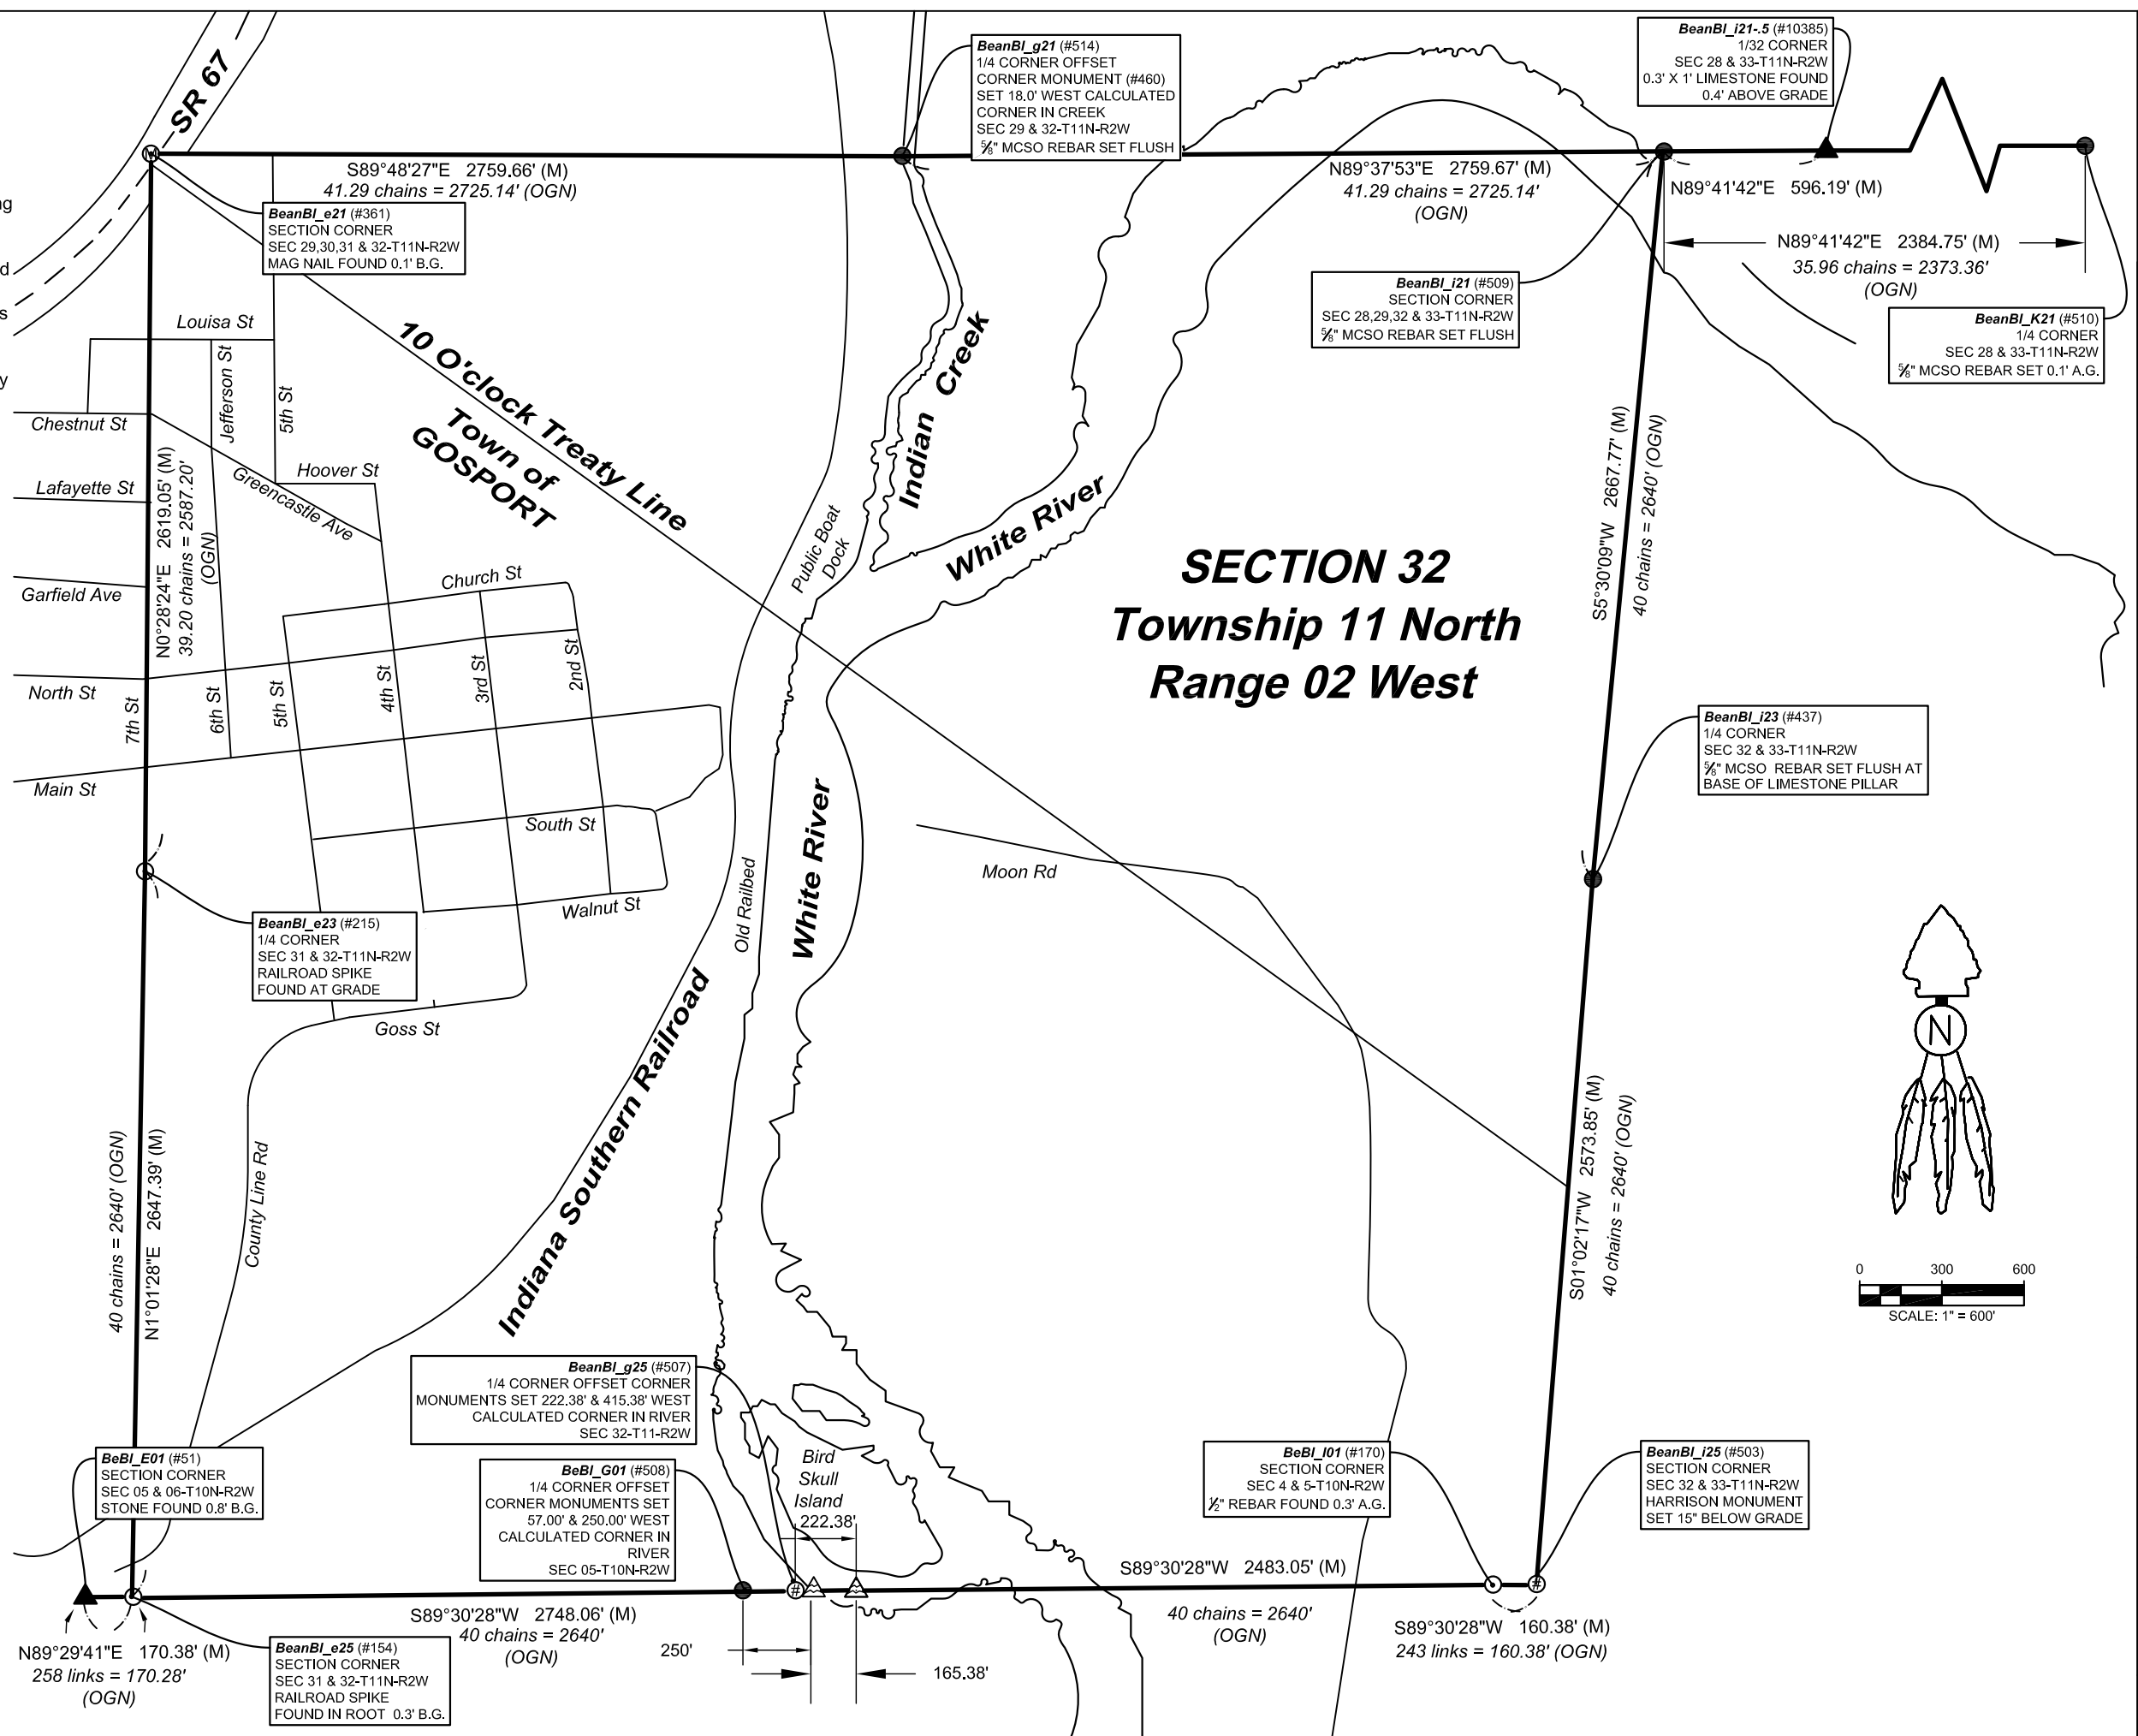 SR 67
BeanBl_g21 (#514)
1/4 CORNER OFFSET
CORNER MONUMENT (#460)
SET 18.0' WEST CALCULATED
CORNER IN CREEK
SEC 29 & 32-T11N-R2W
⅝" MCSO REBAR SET FLUSH
BeanBl_i21-.5 (#10385)
1/32 CORNER
SEC 28 & 33-T11N-R2W
0.3' X 1' LIMESTONE FOUND
0.4' ABOVE GRADE
M
S89°48'27"E 2759.66' (M)
41.29 chains = 2725.14' (OGN)
N89°37'53"E 2759.67' (M)
41.29 chains = 2725.14'
(OGN)
N89°41'42"E 596.19' (M)
N89°41'42"E 2384.75' (M)
35.96 chains = 2373.36'
(OGN)
ng
d
s
y
BeanBl_e21 (#361)
SECTION CORNER
SEC 29,30,31 & 32-T11N-R2W
MAG NAIL FOUND 0.1' B.G.
BeanBl_i21 (#509)
SECTION CORNER
SEC 28,29,32 & 33-T11N-R2W
⅝" MCSO REBAR SET FLUSH
BeanBl_K21 (#510)
1/4 CORNER
SEC 28 & 33-T11N-R2W
⅝" MCSO REBAR SET 0.1' A.G.
Louisa St
Jefferson St
5th St
Chestnut St
Hoover St
Greencastle Ave
Lafayette St
10 O'clock Treaty Line
Town of
GOSPORT
Indian Creek
White River
Public Boat
Dock
N0°28'24"E 2619.05' (M)
39.20 chains = 2587.20'
(OGN)
Garfield Ave
Church St
North St
7th St
6th St
5th St
4th St
3rd St
2nd St
Main St
South St
Walnut St
Goss St
SECTION 32
Township 11 North
Range 02 West
S5°30'09"W 2667.77' (M)
40 chains = 2640' (OGN)
BeanBl_i23 (#437)
1/4 CORNER
SEC 32 & 33-T11N-R2W
⅝" MCSO REBAR SET FLUSH AT
BASE OF LIMESTONE PILLAR
BeanBl_e23 (#215)
1/4 CORNER
SEC 31 & 32-T11N-R2W
RAILROAD SPIKE
FOUND AT GRADE
Old Railbed
White River
Moon Rd
Indiana Southern Railroad
County Line Rd
40 chains = 2640' (OGN)
N1°01'28"E 2647.39' (M)
S01°02'17"W 2573.85' (M)
40 chains = 2640' (OGN)
N
0 300 600
SCALE: 1" = 600'
BeanBl_g25 (#507)
1/4 CORNER OFFSET CORNER
MONUMENTS SET 222.38' & 415.38' WEST
CALCULATED CORNER IN RIVER
SEC 32-T11-R2W
BeBl_E01 (#51)
SECTION CORNER
SEC 05 & 06-T10N-R2W
STONE FOUND 0.8' B.G.
BeBl_G01 (#508)
1/4 CORNER OFFSET
CORNER MONUMENTS SET
57.00' & 250.00' WEST
CALCULATED CORNER IN
RIVER
SEC 05-T10N-R2W
Bird
Skull
Island
222.38'
BeBl_I01 (#170)
SECTION CORNER
SEC 4 & 5-T10N-R2W
½" REBAR FOUND 0.3' A.G.
BeanBl_i25 (#503)
SECTION CORNER
SEC 32 & 33-T11N-R2W
HARRISON MONUMENT
SET 15" BELOW GRADE
#
#
S89°30'28"W 2748.06' (M)
40 chains = 2640'
(OGN)
S89°30'28"W 2483.05' (M)
40 chains = 2640'
(OGN)
S89°30'28"W 160.38' (M)
243 links = 160.38' (OGN)
N89°29'41"E 170.38' (M)
258 links = 170.28'
(OGN)
BeanBl_e25 (#154)
SECTION CORNER
SEC 31 & 32-T11N-R2W
RAILROAD SPIKE
FOUND IN ROOT 0.3' B.G.
250'
165.38'